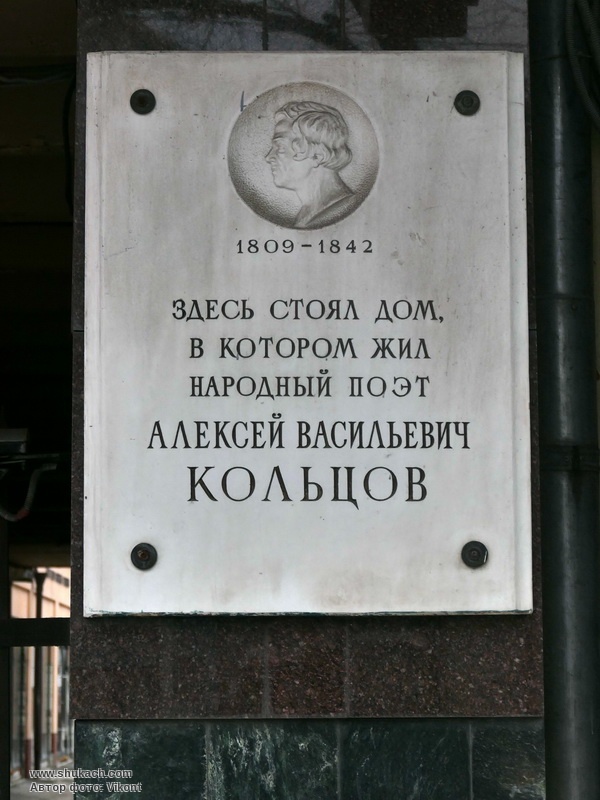 1809-1842
ЗДЕСЬ СТОЯЛ ДОМ,
В КОТОРОМ ЖИЛ
НАРОДНЫЙ ПОЭТ
АЛЕКСЕЙ ВАСИЛЬЕВИЧ
КОЛЬЦОВ
www.shukach.com
Автор фото: Vikont